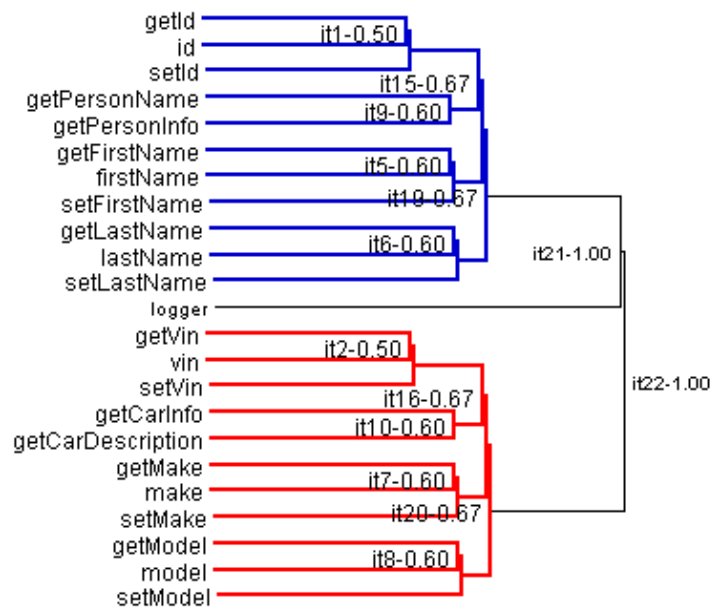 getId
it1-0.50
id
setId
it15-0.67
getPersonName
it9-0.60
getPersonInfo
getFirstName
it5-0.60
firstName
it19-0.67
setFirstName
getLastName
it6-0.60
lastName
it21-1.00
setLastName
logger
getVin
it2-0.50
vin
it22-1.00
setVin
it16-0.67
getCarInfo
it10-0.60
getCarDescription
getMake
it7-0.60
make
it20-0.67
setMake
getModel
it8-0.60
model
setModel